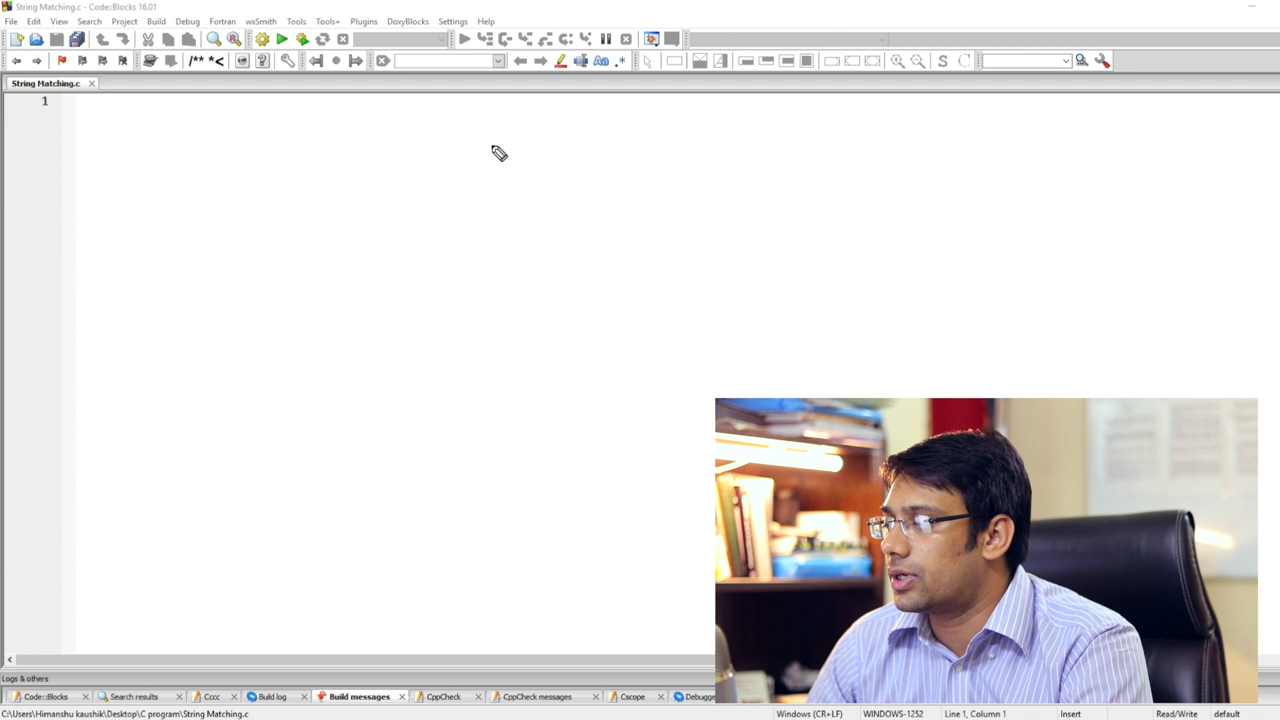 String Matching.c - Code::Blocks 16.01
File Edit View Search Project Build Debug Fortran wxSmith Tools Tools+ Plugins DoxyBlocks Settings Help
/** *<
Aa .* S C
String Matching.c
1
Logs & others
Code::Blocks Search results Cccc Build log Build messages CppCheck CppCheck messages Cscope Debugge
C:\Users\Himanshu kaushik\Desktop\C program\String Matching.c Windows (CR+LF) WINDOWS-1252 Line 1, Column 1 Insert Read/Write default